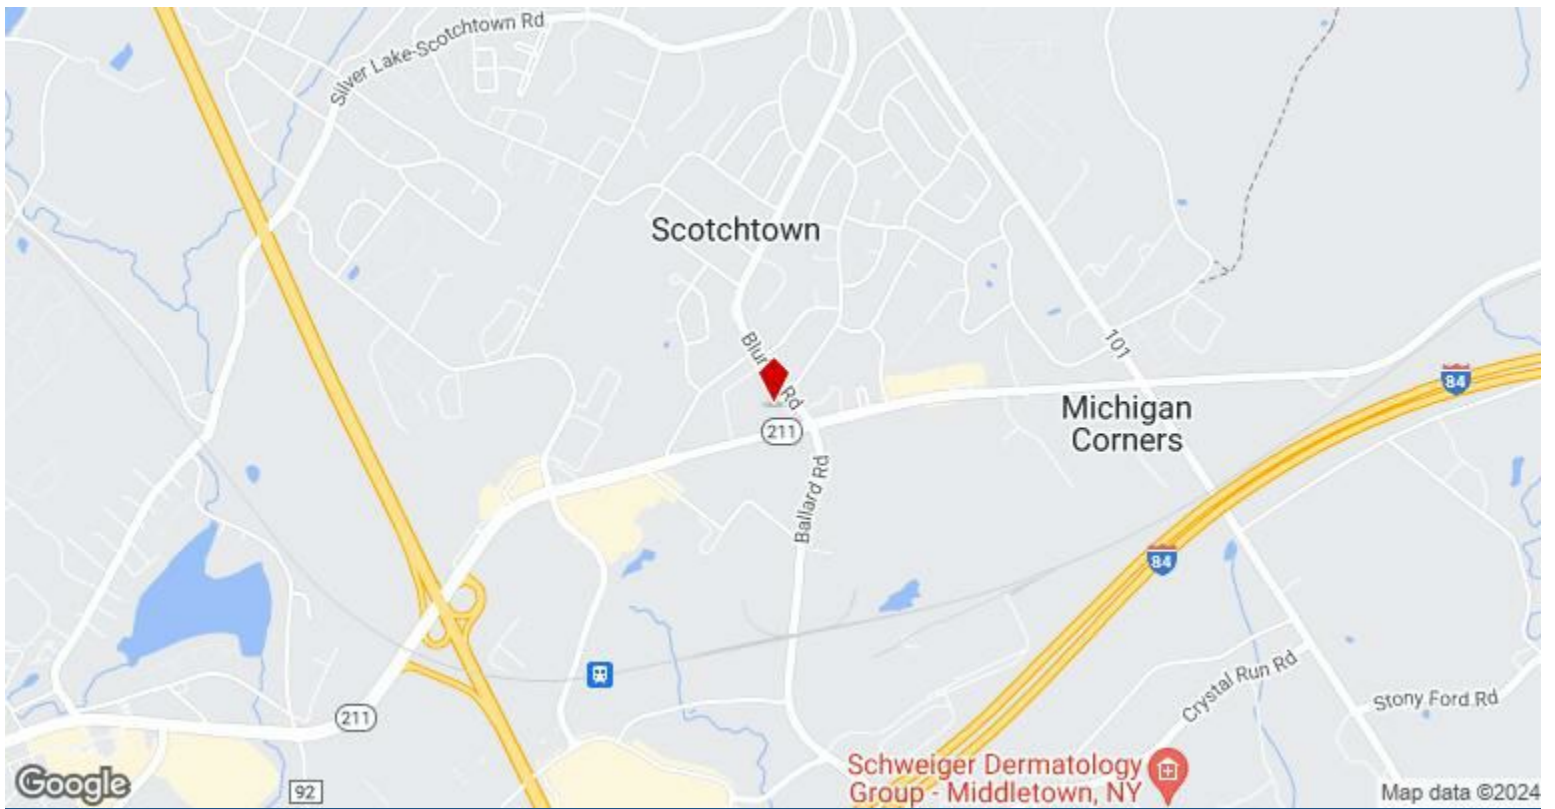 Silver Lake-Scotchtown Rd
Scotchtown
101
84
Rd
Michigan
Corners
211
Ballard Rd
84
Crystal Run Rd
Stony Ford Rd
211
Schweiger Dermatology
Group - Middletown, NY
92
Google
Map data ©2024